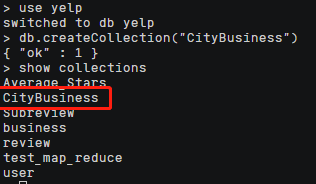 > use yelp
switched to db yelp
> db.createCollection("CityBusiness")
{ "ok" : 1 }
> show collections
Average_Stars
CityBusiness
Subreview
business
review
test_map_reduce
user